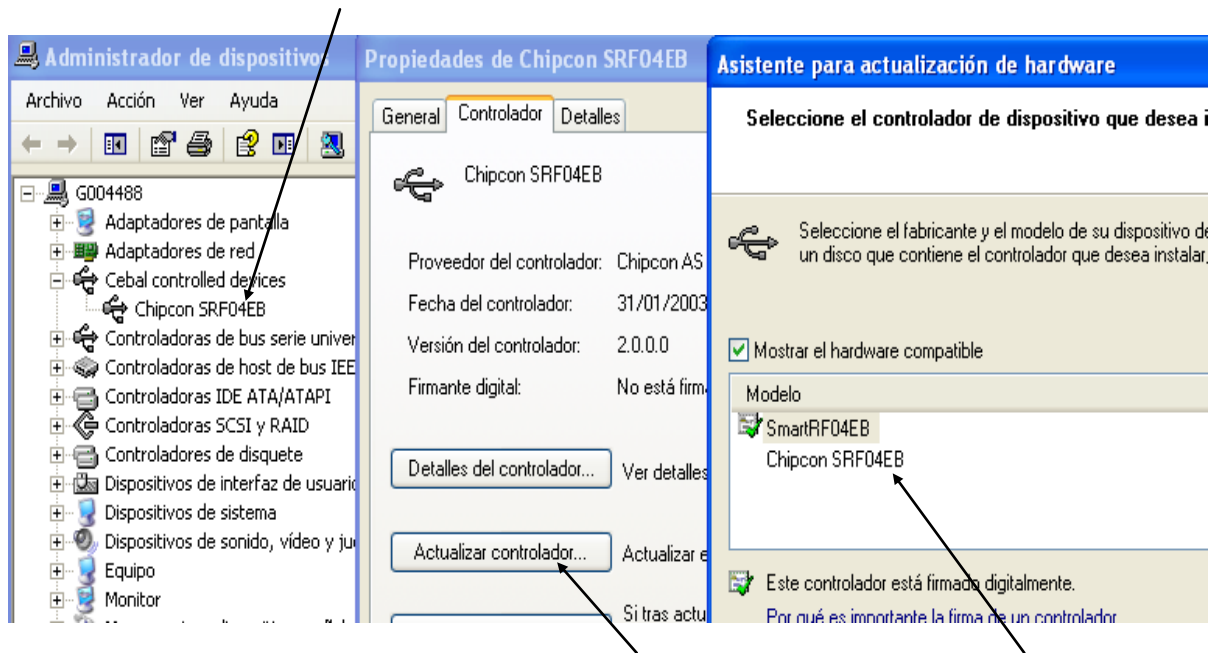 Administrador de dispositivos
Archivo Acción Ver Ayuda
G004488
Adaptadores de pantalla
Adaptadores de red
Cebal controlled devices
Chipcon SRF04EB
Controladoras de bus serie univer
Controladoras de host de bus IEE
Controladoras IDE ATA/ATAPI
Controladoras SCSI y RAID
Controladores de disquete
Dispositivos de interfaz de usuario
Dispositivos de sistema
Dispositivos de sonido, vídeo y ju
Equipo
Monitor
Propiedades de Chipcon SRF04EB
General Controlador Detalles
Chipcon SRF04EB
Proveedor del controlador: Chipcon AS
Fecha del controlador: 31/01/2003
Versión del controlador: 2.0.0.0
Firmante digital: No está firma
Detalles del controlador... Ver detalles
Actualizar controlador... Actualizar e
Si tras actu
Asistente para actualización de hardware
Seleccione el controlador de dispositivo que desea i
Seleccione el fabricante y el modelo de su dispositivo de
un disco que contiene el controlador que desea instalar,
Mostrar el hardware compatible
Modelo
SmartRF04EB
Chipcon SRF04EB
Este controlador está firmado digitalmente.
Por qué es importante la firma de un controlador